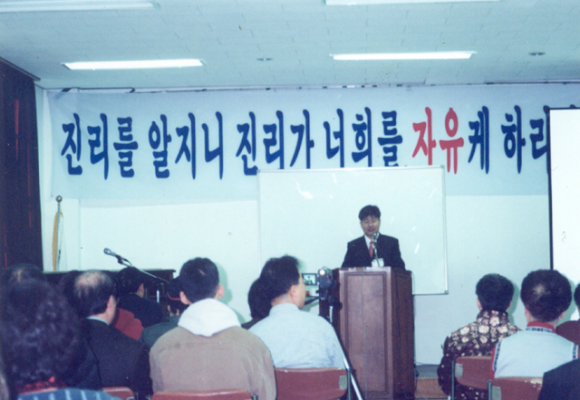 진리를 알지니 진리가 너희를 자유케 하리